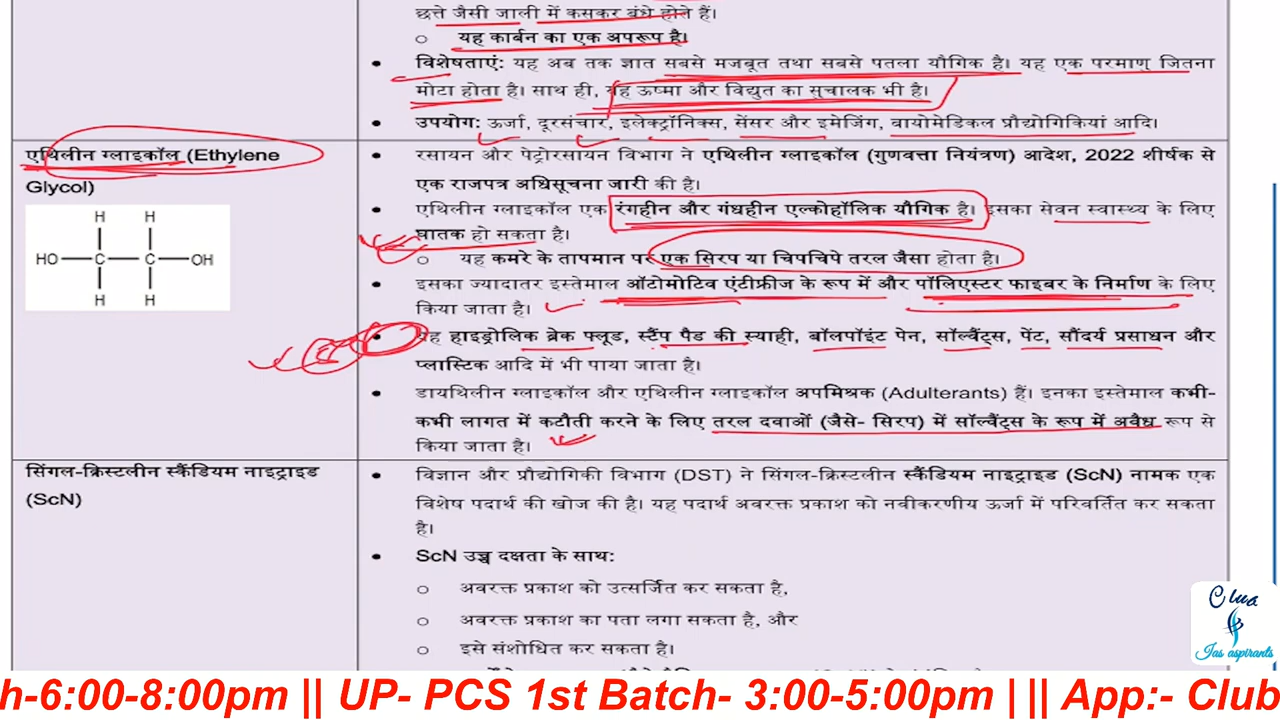 छत्ते जैसी जाली में कसकर बंधे होते हैं।
o यह कार्बन का एक अपरूप है।
• विशेषताएं: यह अब तक ज्ञात सबसे मजबूत तथा सबसे पतला यौगिक है। यह एक परमाणु जितना
मोटा होता है। साथ ही, यह ऊष्मा और विद्युत का सुचालक भी है।
• उपयोग: ऊर्जा, दूरसंचार, इलेक्ट्रॉनिक्स, सेंसर और इमेजिंग, बायोमेडिकल प्रौद्योगिकियां आदि।
एथिलीन ग्लाइकॉल (Ethylene
Glycol)
H H
HO C C OH
H H
• रसायन और पेट्रोरसायन विभाग ने एथिलीन ग्लाइकॉल (गुणवत्ता नियंत्रण) आदेश, 2022 शीर्षक से
एक राजपत्र अधिसूचना जारी की है।
• एथिलीन ग्लाइकॉल एक रंगहीन और गंधहीन एल्कोहॉलिक यौगिक है। इसका सेवन स्वास्थ्य के लिए
घातक हो सकता है।
o यह कमरे के तापमान पर एक सिरप या चिपचिपे तरल जैसा होता है।
• इसका ज्यादातर इस्तेमाल ऑटोमोटिव एंटीफ्रीज के रूप में और पॉलिएस्टर फाइबर के निर्माण के लिए
किया जाता है।
• यह हाइड्रोलिक ब्रेक फ्लूड, स्टैंप पैड की स्याही, बॉलपॉइंट पेन, सॉल्वैंट्स, पेंट, सौंदर्य प्रसाधन और
प्लास्टिक आदि में भी पाया जाता है।
• डायथिलीन ग्लाइकॉल और एथिलीन ग्लाइकॉल अपमिश्रक (Adulterants) हैं। इनका इस्तेमाल कभी-
कभी लागत में कटौती करने के लिए तरल दवाओं (जैसे- सिरप) में सॉल्वैंट्स के रूप में अवैध रूप से
किया जाता है।
सिंगल-क्रिस्टलीन स्कैंडियम नाइट्राइड
(ScN)
• विज्ञान और प्रौद्योगिकी विभाग (DST) ने सिंगल-क्रिस्टलीन स्कैंडियम नाइट्राइड (ScN) नामक एक
विशेष पदार्थ की खोज की है। यह पदार्थ अवरक्त प्रकाश को नवीकरणीय ऊर्जा में परिवर्तित कर सकता
है।
• ScN उच्च दक्षता के साथ:
o अवरक्त प्रकाश को उत्सर्जित कर सकता है,
o अवरक्त प्रकाश का पता लगा सकता है, और
o इसे संशोधित कर सकता है।
Ias aspirants
h-6:00-8:00pm || UP- PCS 1st Batch- 3:00-5:00pm | || App:- Club